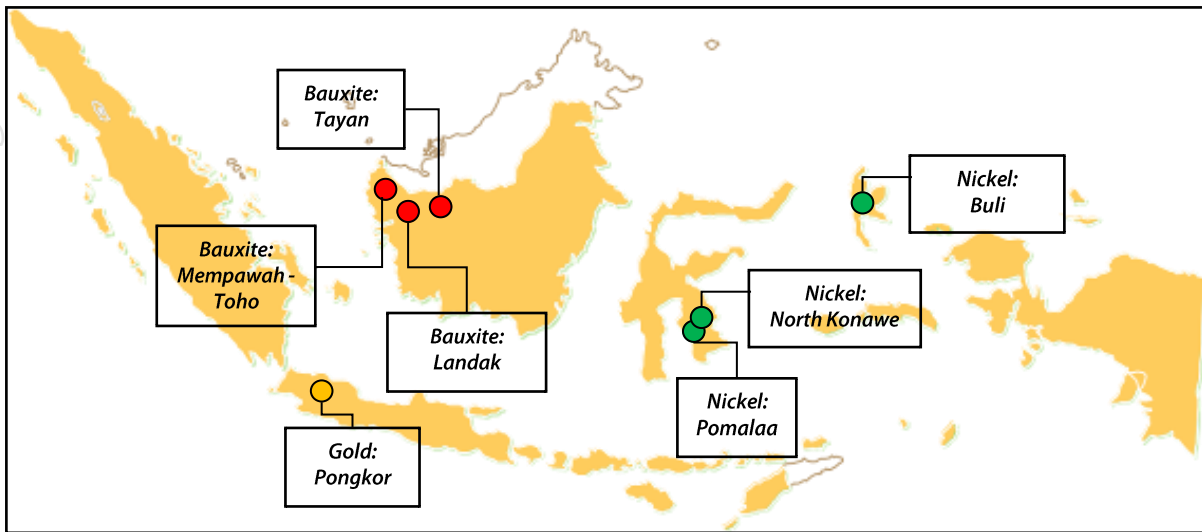 Bauxite:
Tayan
Nickel:
Buli
Bauxite:
Mempawah -
Toho
Nickel:
North Konawe
Bauxite:
Landak
Nickel:
Pomalaa
Gold:
Pongkor